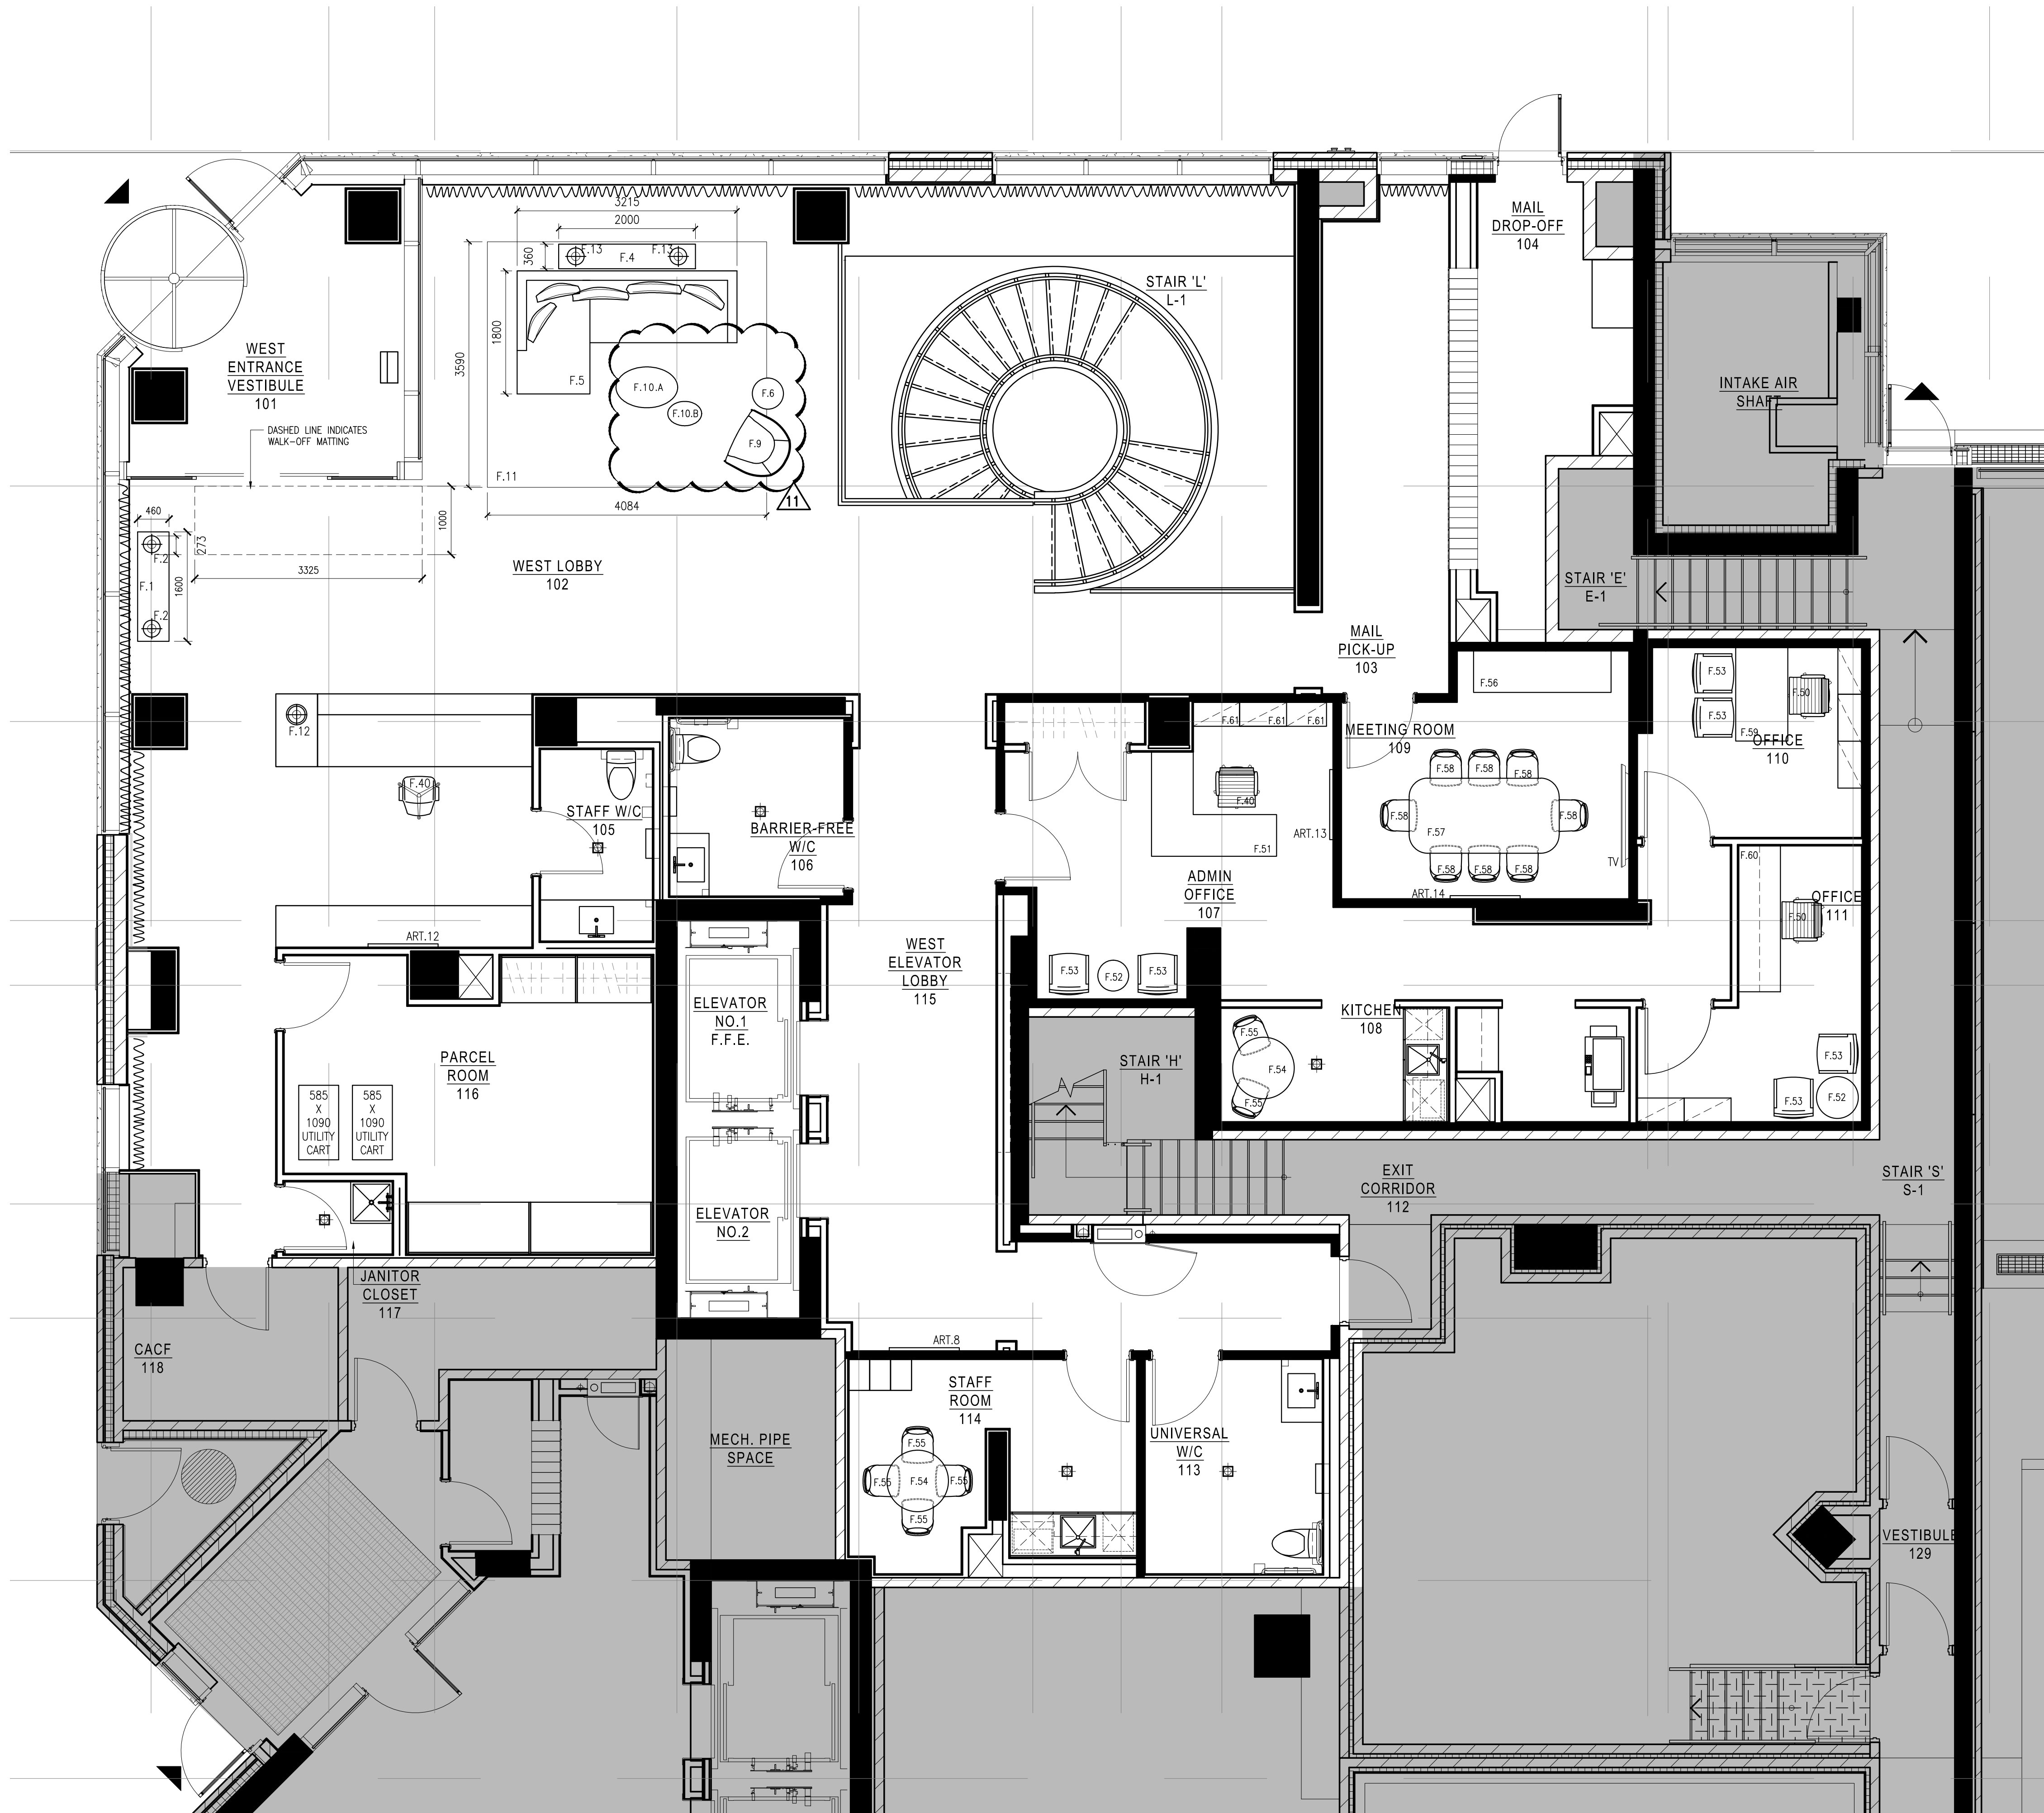 MAIL
DROP-OFF
104
3215
2000
F.13
F.13
F.4
360
STAIR 'L'
L-1
1800
3590
WEST
ENTRANCE
VESTIBULE
101
F.5
F.10.A
F.10.B
F.6
F.9
INTAKE AIR
SHAFT
DASHED LINE INDICATES
WALK-OFF MATTING
F.11
11
4084
460
273
1000
F.2
F.1
1600
F.2
3325
WEST LOBBY
102
STAIR 'E'
E-1
MAIL
PICK-UP
103
F.56
F.53
F.50
F.53
F.59
OFFICE
110
F.12
F.61
F.61
F.61
MEETING ROOM
109
F.58
F.58
F.58
F.40
F.40
STAFF W/C
105
BARRIER-FREE
W/C
106
F.58
F.57
F.58
ART.13
F.51
TV
F.58
F.58
F.58
ART.14
F.60
ADMIN
OFFICE
107
OFFICE
111
F.50
ART.12
WEST
ELEVATOR
LOBBY
115
F.53
F.52
F.53
ELEVATOR
NO.1
F.F.E.
KITCHEN
108
F.55
F.54
F.55
PARCEL
ROOM
116
STAIR 'H'
H-1
F.53
F.53
F.52
585
X
1090
UTILITY
CART
585
X
1090
UTILITY
CART
EXIT
CORRIDOR
112
STAIR 'S'
S-1
ELEVATOR
NO.2
JANITOR
CLOSET
117
CACF
118
ART.8
STAFF
ROOM
114
MECH. PIPE
SPACE
UNIVERSAL
W/C
113
F.55
F.55
F.54
F.55
F.55
VESTIBULE
129